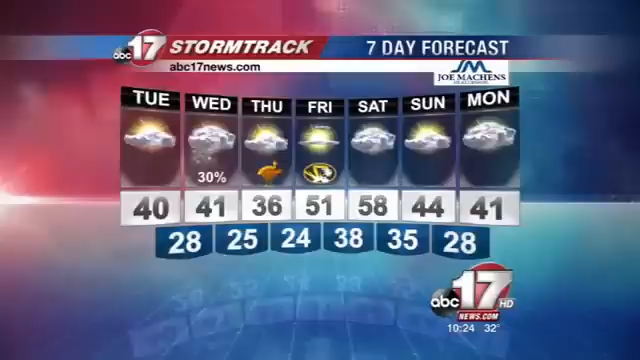 abc 17 STORMTRACK 7 DAY FORECAST
abc17news.com
JOE MACHENS
TUE WED THU FRI SAT SUN MON
30%
40 41 36 51 58 44 41
28 25 24 38 35 28
abc 17 HD
NEWS.COM
10:24 32°